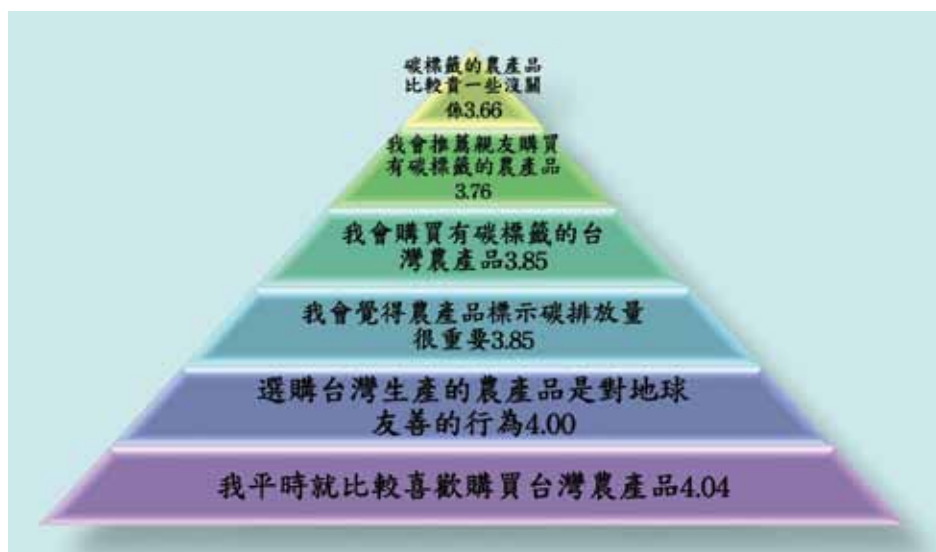 碳標籤的農產品
比較貴一些沒關
係3.66
我會推薦親友購買
有碳標籤的農產品
3.76
我會購買有碳標籤的台
灣農產品3.85
我會覺得農產品標示碳排放量
很重要3.85
選購台灣生產的農產品是對地球
友善的行為4.00
我平時就比較喜歡購買台灣農產品4.04